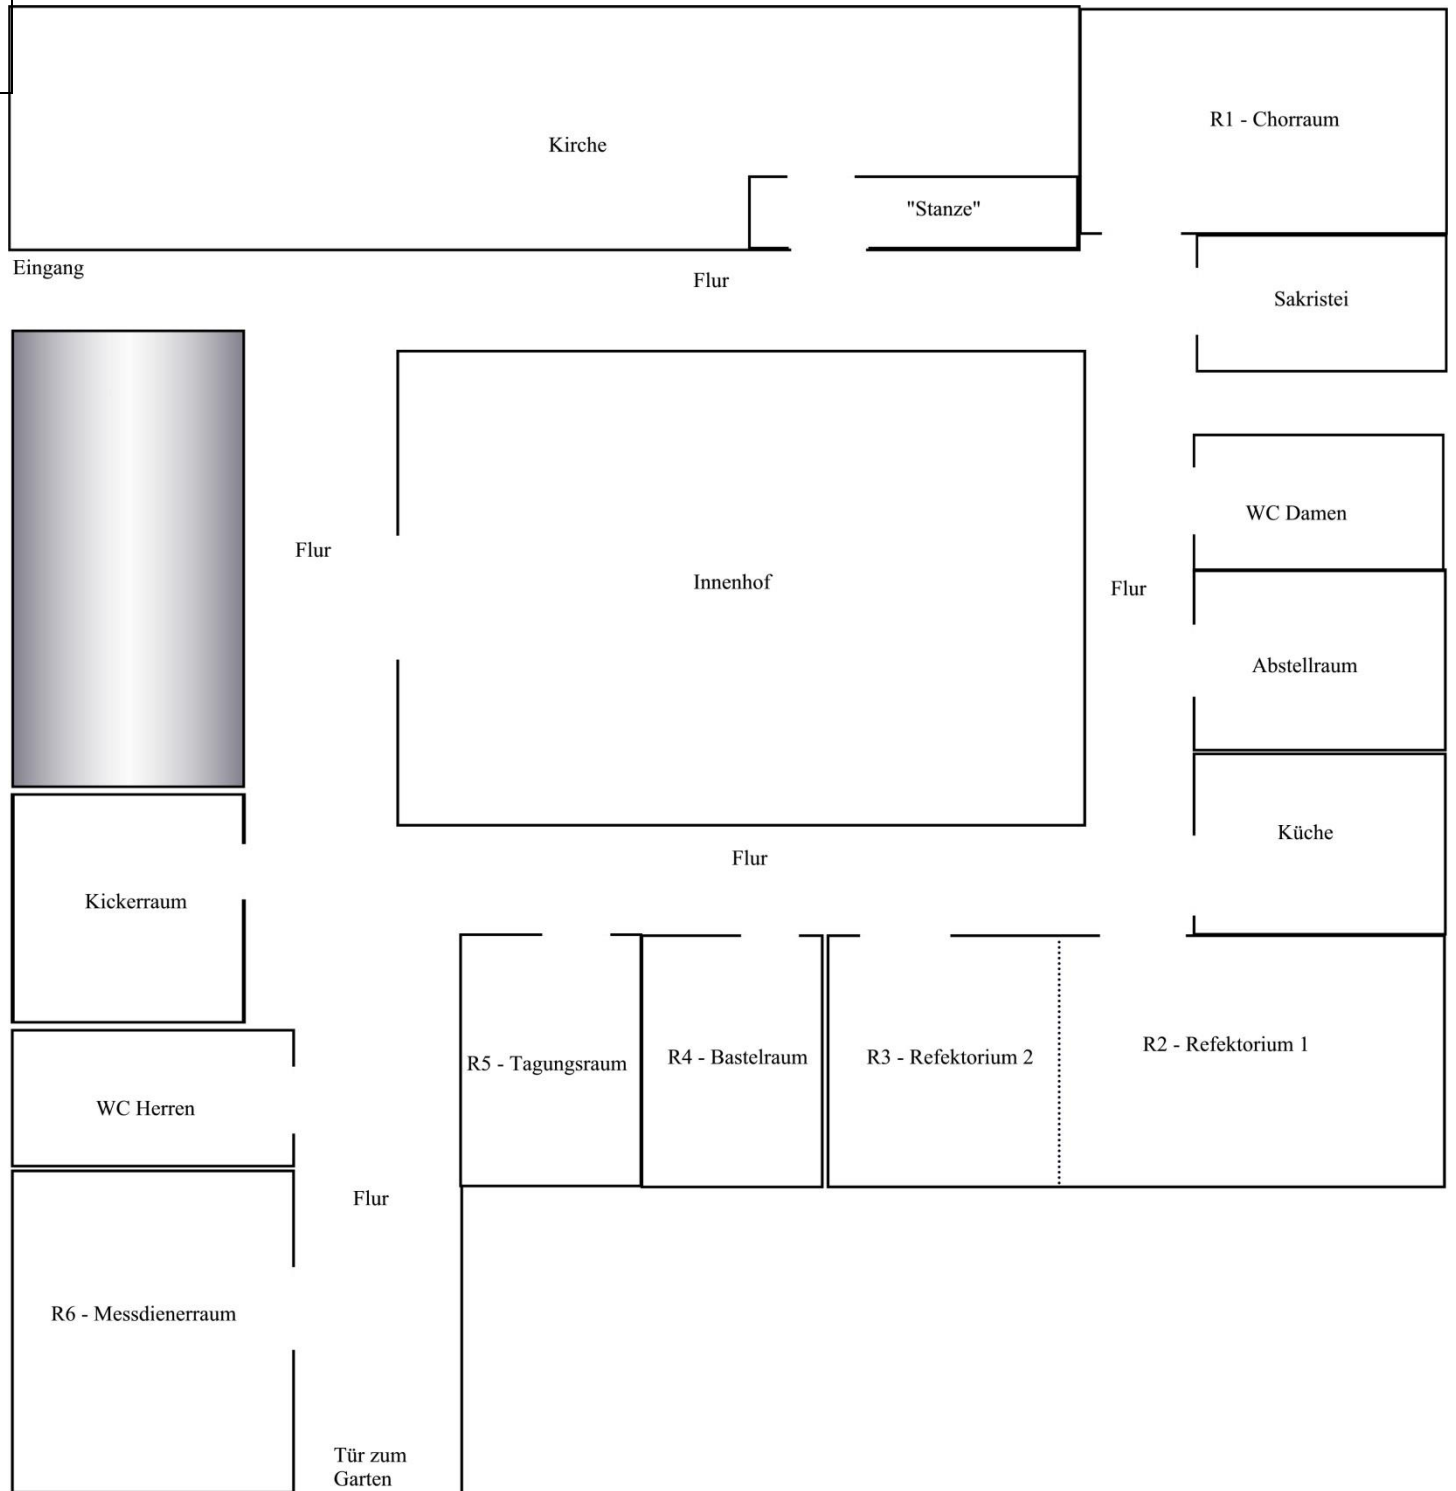 R1 - Chorraum
Kirche
"Stanze"
Eingang
Flur
Sakristei
WC Damen
Flur
Innenhof
Flur
Abstellraum
Küche
Flur
Kickerraum
R2 - Refektorium 1
R3 - Refektorium 2
R4 - Bastelraum
R5 - Tagungsraum
WC Herren
Flur
R6 - Messdienerraum
Tür zum
Garten